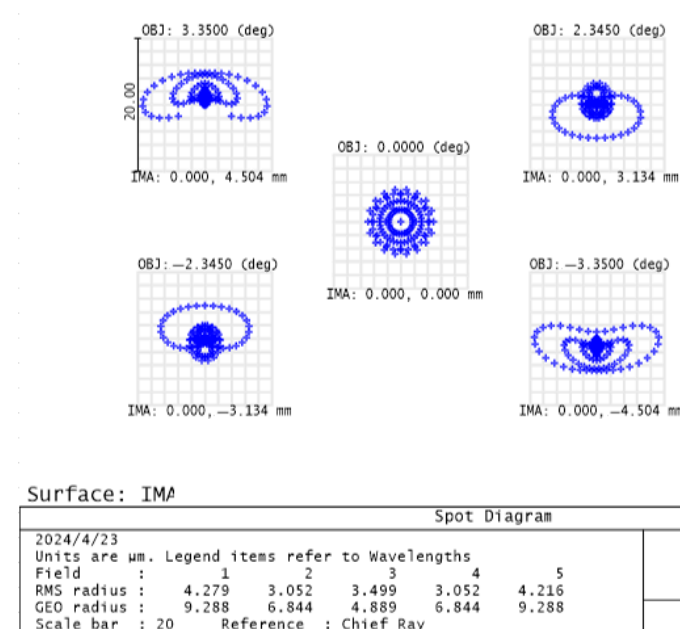 OBJ: 3.3500 (deg)
20.00
IMA: 0.000, 4.504 mm
OBJ: 2.3450 (deg)
IMA: 0.000, 3.134 mm
OBJ: 0.0000 (deg)
IMA: 0.000, 0.000 mm
OBJ: -2.3450 (deg)
IMA: 0.000, -3.134 mm
OBJ: -3.3500 (deg)
IMA: 0.000, -4.504 mm
Surface: IMA
Spot Diagram
2024/4/23
Units are µm. Legend items refer to Wavelengths
Field : 1 2 3 4 5
RMS radius : 4.279 3.052 3.499 3.052 4.216
GEO radius : 9.288 6.844 4.889 6.844 9.288
Scale bar : 20 Reference : Chief Ray